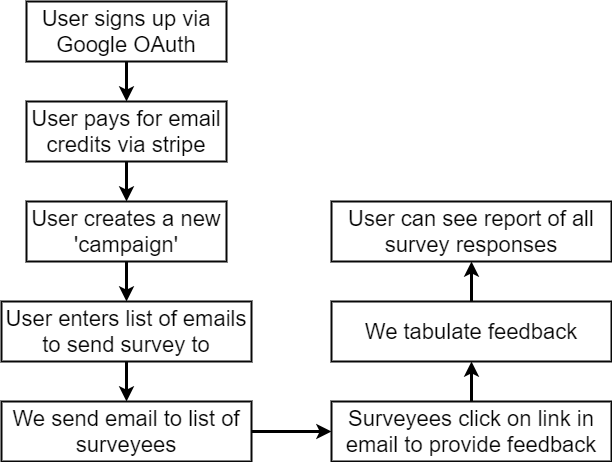 User signs up via
Google OAuth
User pays for email
credits via stripe
User creates a new
'campaign'
User enters list of emails
to send survey to
We send email to list of
surveyees
Surveyees click on link in
email to provide feedback
We tabulate feedback
User can see report of all
survey responses